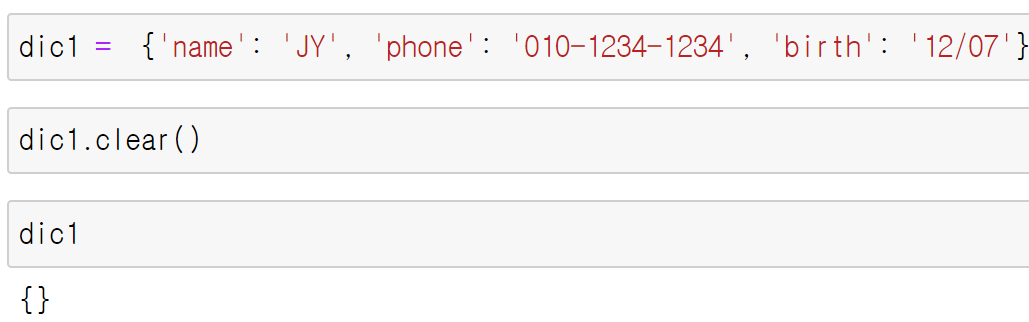 dic1 = {'name': 'JY', 'phone': '010-1234-1234', 'birth': '12/07'}
dic1.clear()
dic1
{}